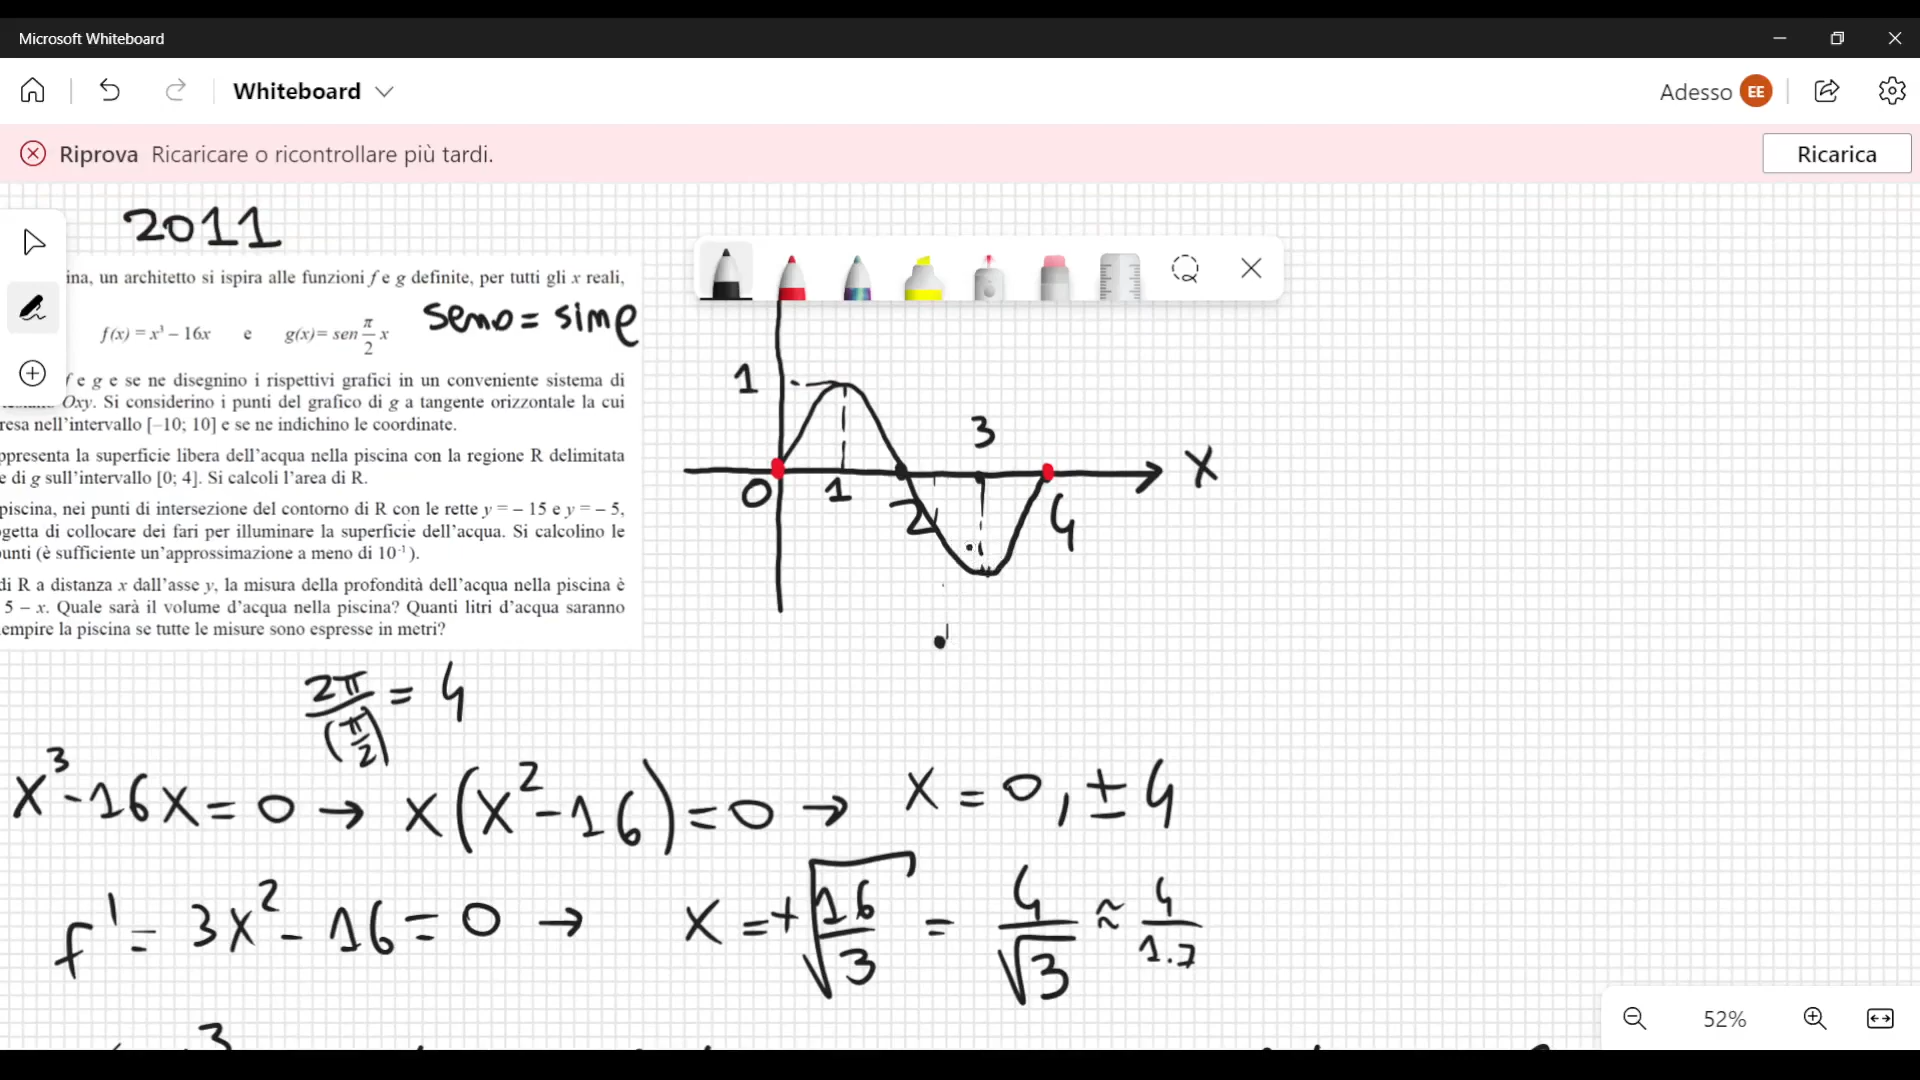 Microsoft Whiteboard
Whiteboard
Adesso EE
Riprova Ricaricare o ricontrollare più tardi.
Ricarica
2011
ina, un architetto si ispira alle funzioni f e g definite, per tutti gli x reali,
f(x) = x³ – 16x e g(x)= sen π/2 x
seno = sine
f e g e se ne disegnino i rispettivi grafici in un conveniente sistema di
Oxy. Si considerino i punti del grafico di g a tangente orizzontale la cui
resa nell'intervallo [–10; 10] e se ne indichino le coordinate.
ppresenta la superficie libera dell'acqua nella piscina con la regione R delimitata
e di g sull'intervallo [0; 4]. Si calcoli l'area di R.
piscina, nei punti di intersezione del contorno di R con le rette y = – 15 e y = – 5,
getta di collocare dei fari per illuminare la superficie dell'acqua. Si calcolino le
punti (è sufficiente un'approssimazione a meno di 10⁻¹).
di R a distanza x dall'asse y, la misura della profondità dell'acqua nella piscina è
5 – x. Quale sarà il volume d'acqua nella piscina? Quanti litri d'acqua saranno
empire la piscina se tutte le misure sono espresse in metri?
1
3
X
0 1 2 4
2π/(π/2) = 4
x³-16x = 0 → x(x²-16) = 0 → x = 0, ±4
f' = 3x² - 16 = 0 → x = +√(16/3) = 4/√3 ≈ 4/1.7
3
52%